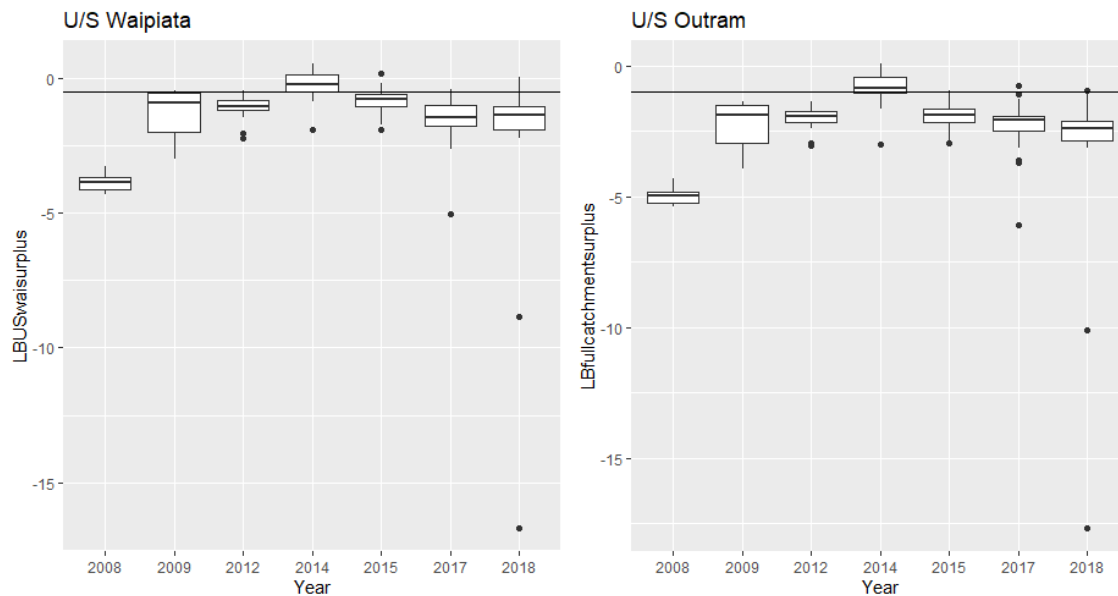 U/S Waipiata
LBUSwaisurplus
0
-5
-10
-15
2008 2009 2012 2014 2015 2017 2018
Year
U/S Outram
LBfullcatchmentsurplus
0
-5
-10
-15
2008 2009 2012 2014 2015 2017 2018
Year